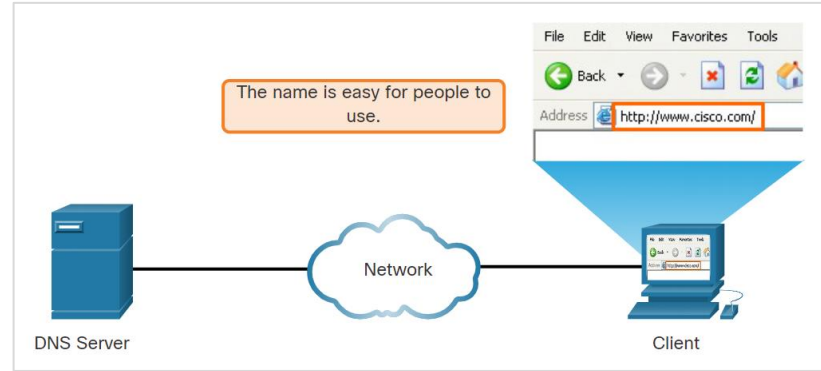 File Edit View Favorites Tools
Back
Address http://www.cisco.com/
The name is easy for people to
use.
Network
DNS Server
Client